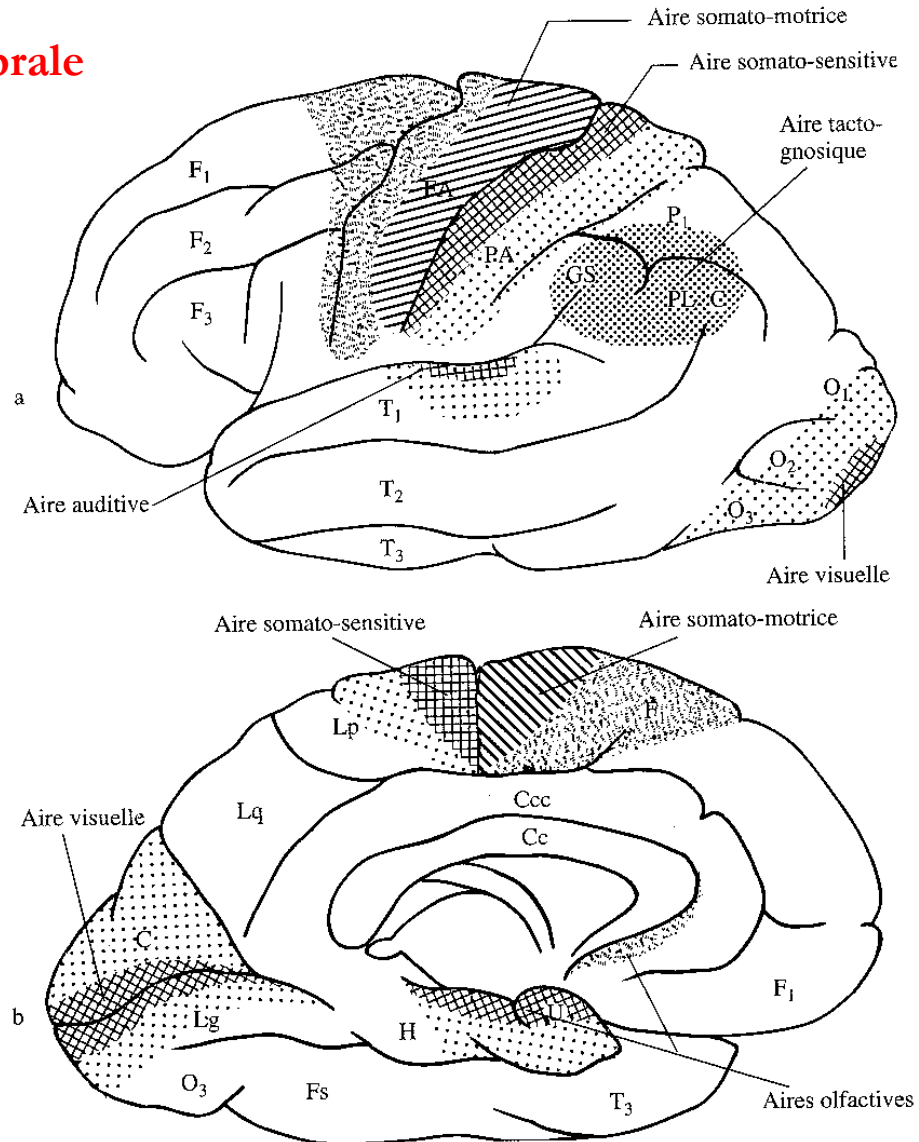 orale
Aire somato-motrice
Aire somato-sensitive
Aire tacto-
gnosique
F1
F2
F3
FA
PA
P1
GS
PL C
a
T1
T2
T3
O1
O2
O3
Aire auditive
Aire visuelle
Aire somato-sensitive
Aire somato-motrice
Lp
F1
Lq
Ccc
Cc
Aire visuelle
C
b
Lg
H
U
F1
O3
Fs
T3
Aires olfactives